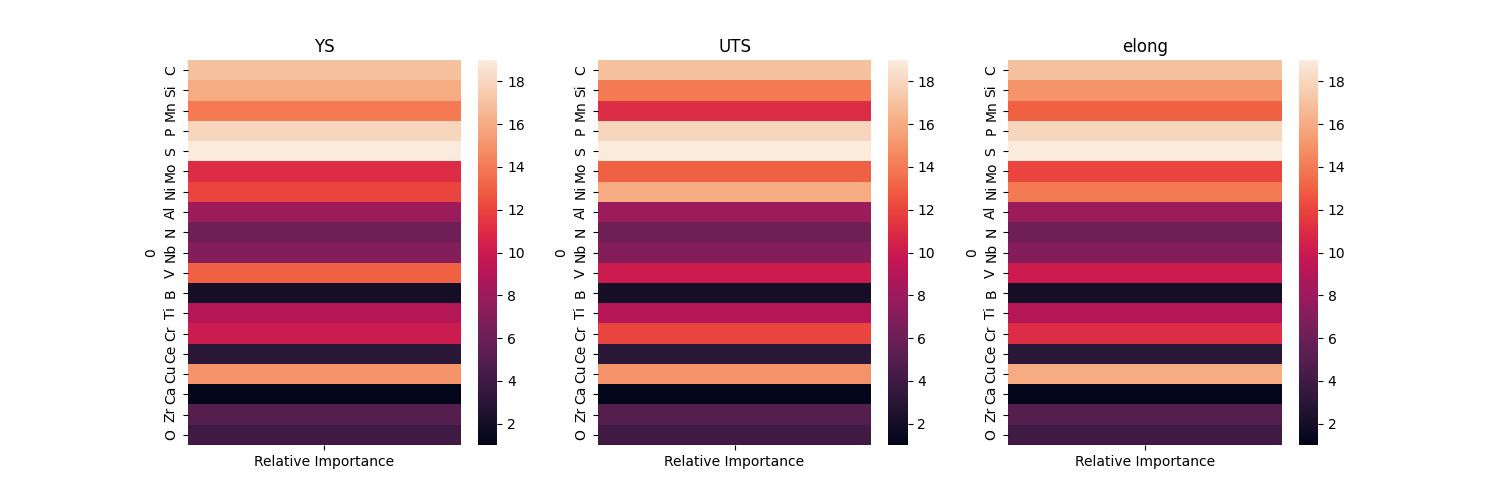 YS
C
Si
Mn
P
S
Mo
Ni
Al
N
Nb
V
B
Ti
Cr
Ce
Cu
Ca
Zr
O
0
18
16
14
12
10
8
6
4
2
Relative Importance
UTS
C
Si
Mn
P
S
Mo
Ni
Al
N
Nb
V
B
Ti
Cr
Ce
Cu
Ca
Zr
O
0
18
16
14
12
10
8
6
4
2
Relative Importance
elong
C
Si
Mn
P
S
Mo
Ni
Al
N
Nb
V
B
Ti
Cr
Ce
Cu
Ca
Zr
O
0
18
16
14
12
10
8
6
4
2
Relative Importance